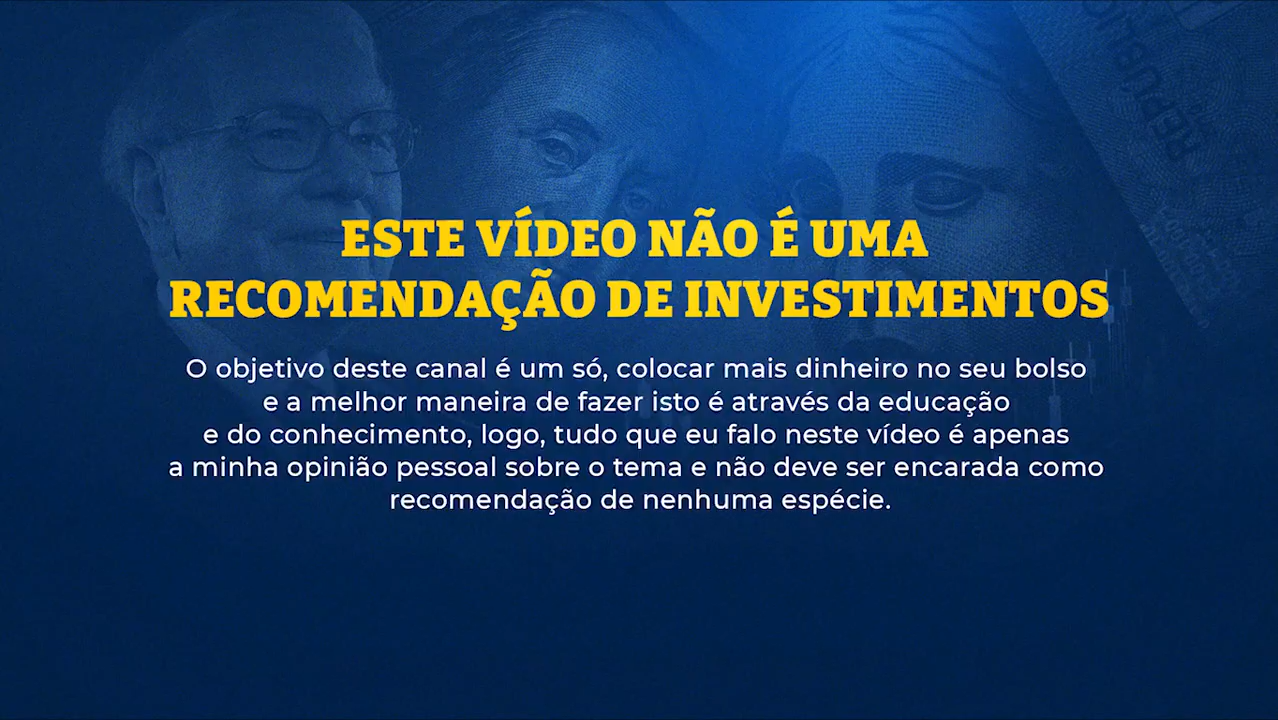 ESTE VÍDEO NÃO É UMA
RECOMENDAÇÃO DE INVESTIMENTOS
O objetivo deste canal é um só, colocar mais dinheiro no seu bolso
e a melhor maneira de fazer isto é através da educação
e do conhecimento, logo, tudo que eu falo neste vídeo é apenas
a minha opinião pessoal sobre o tema e não deve ser encarada como
recomendação de nenhuma espécie.